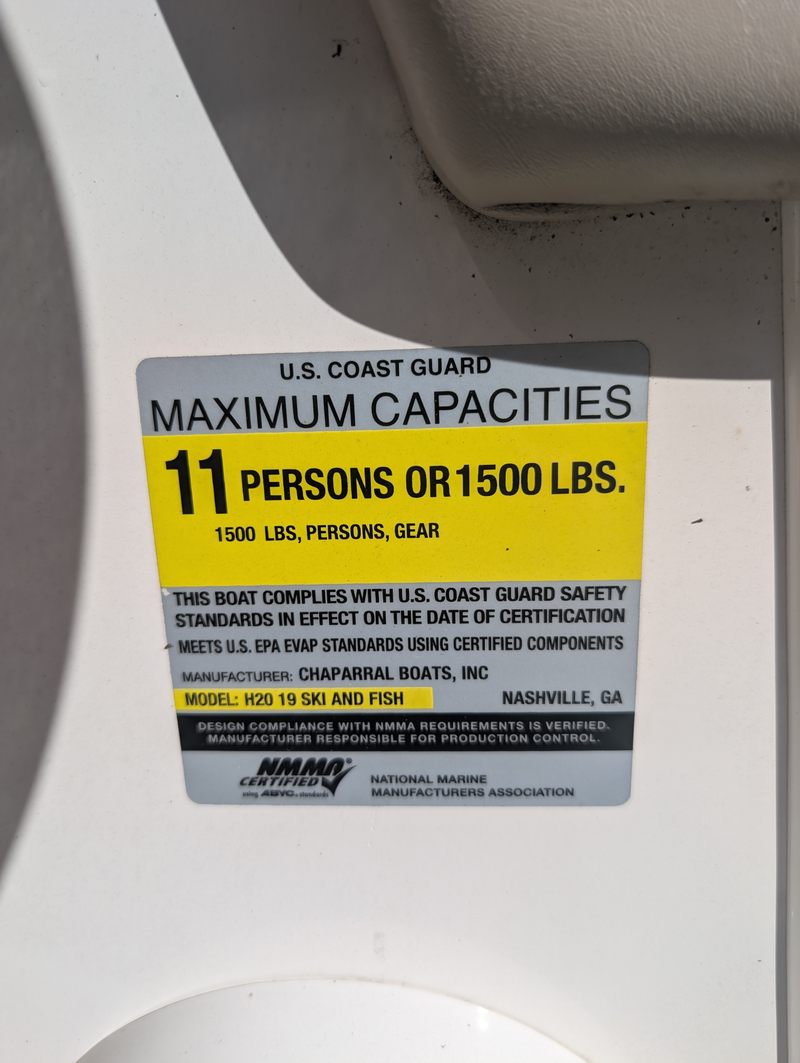 U.S. COAST GUARD
MAXIMUM CAPACITIES
11 PERSONS OR 1500 LBS.
1500 LBS, PERSONS, GEAR
THIS BOAT COMPLIES WITH U.S. COAST GUARD SAFETY
STANDARDS IN EFFECT ON THE DATE OF CERTIFICATION
MEETS U.S. EPA EVAP STANDARDS USING CERTIFIED COMPONENTS
MANUFACTURER: CHAPARRAL BOATS, INC
MODEL: H20 19 SKI AND FISH NASHVILLE, GA
DESIGN COMPLIANCE WITH NMMA REQUIREMENTS IS VERIFIED.
MANUFACTURER RESPONSIBLE FOR PRODUCTION CONTROL.
NMMA®
CERTIFIED
using ABYC standards
NATIONAL MARINE
MANUFACTURERS ASSOCIATION